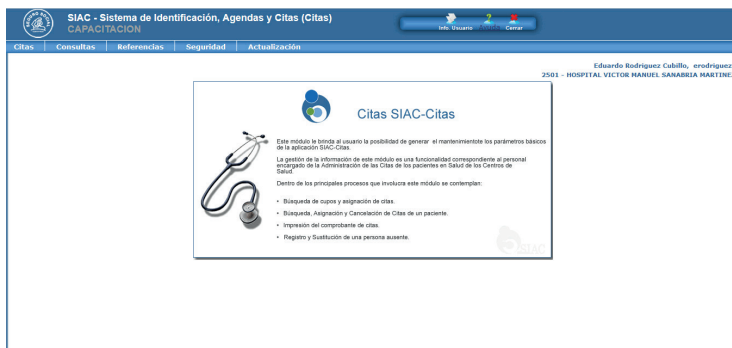 SIAC - Sistema de Identificación, Agendas y Citas (Citas)
CAPACITACION
Info. Usuario Ayuda Cerrar
Citas Consultas Referencias Seguridad Actualización
Eduardo Rodriguez Cubillo, erodriguez
2501 - HOSPITAL VICTOR MANUEL SANABRIA MARTINE
Citas SIAC-Citas
Este módulo le brinda al usuario la posibilidad de generar el mantenimientote los parámetros básicos
de la aplicación SIAC-Citas.
La gestión de la información de este módulo es una funcionalidad correspondiente al personal
encargado de la Administración de las Citas de los pacientes en Salud de los Centros de
Salud.
Dentro de los principales procesos que involucra este módulo se contemplan:
• Búsqueda de cupos y asignación de citas.
• Búsqueda, Asignación y Cancelación de Citas de un paciente.
• Impresión del comprobante de citas.
• Registro y Sustitución de una persona ausente.
SIAC